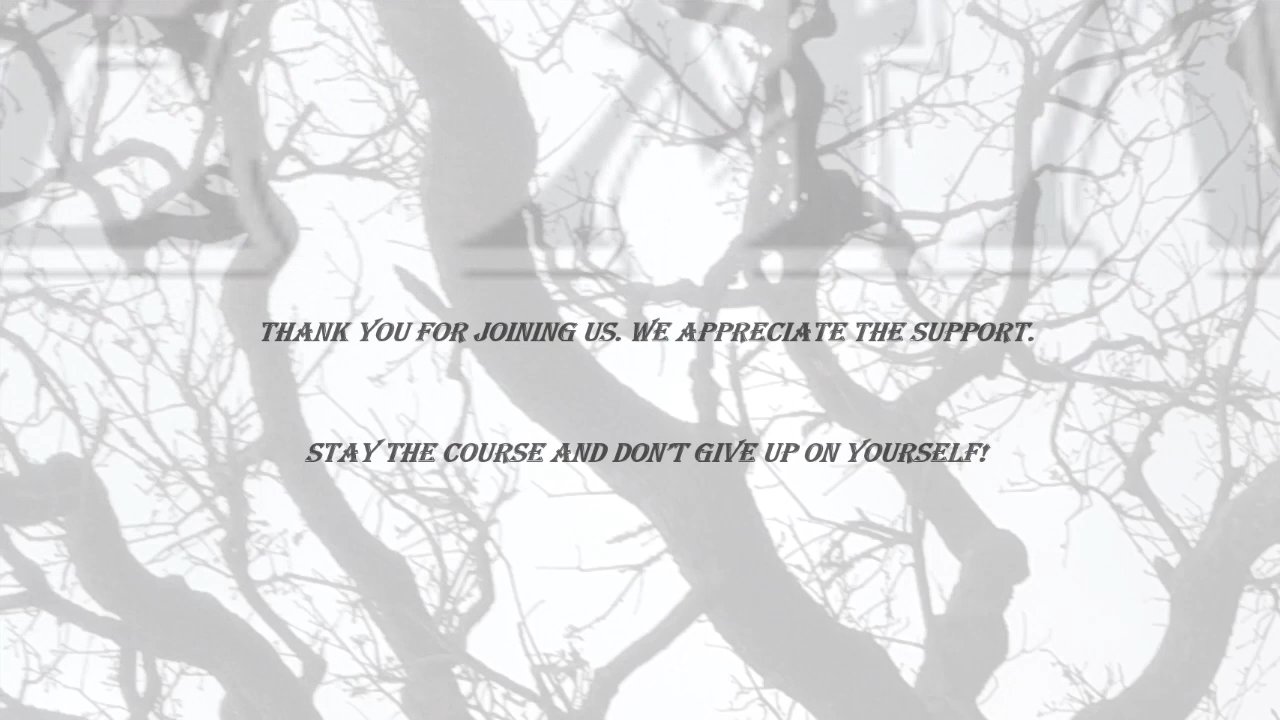 THANK YOU FOR JOINING US. WE APPRECIATE THE SUPPORT.
STAY THE COURSE AND DON'T GIVE UP ON YOURSELF!